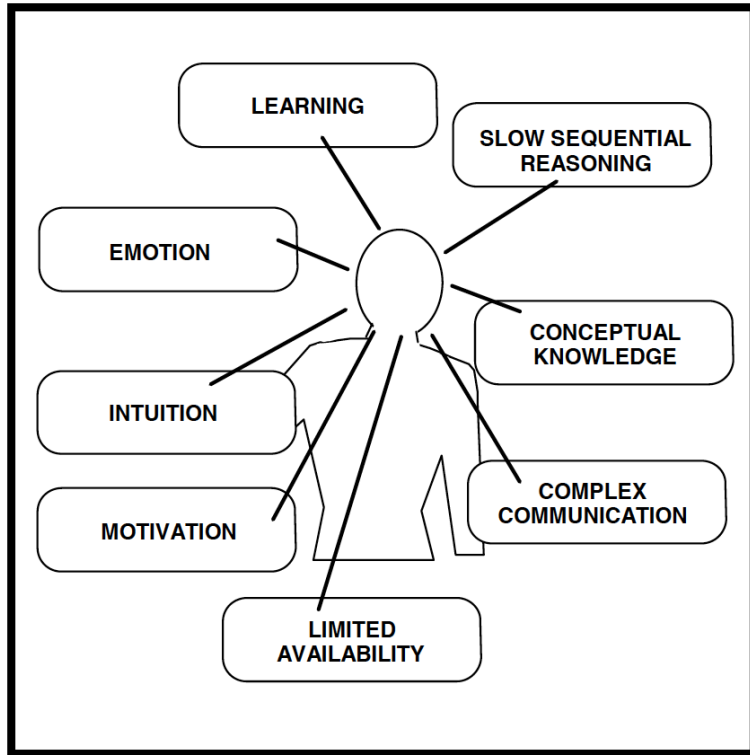 LEARNING
SLOW SEQUENTIAL
REASONING
EMOTION
CONCEPTUAL
KNOWLEDGE
INTUITION
COMPLEX
COMMUNICATION
MOTIVATION
LIMITED
AVAILABILITY